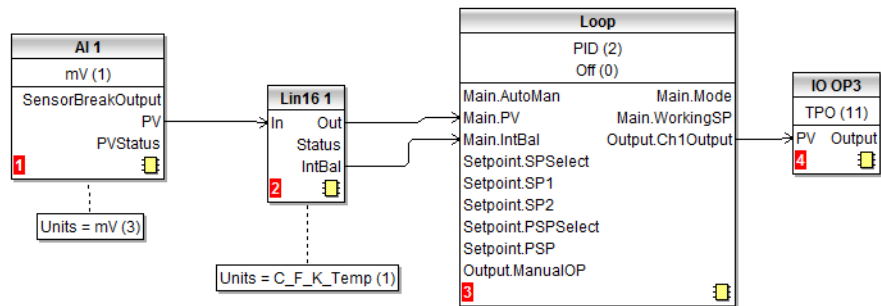 AI 1
mV (1)
SensorBreakOutput
PV
PVStatus
1
Units = mV (3)
Lin16 1
In Out
Status
IntBal
2
Units = C_F_K_Temp (1)
Loop
PID (2)
Off (0)
Main.AutoMan Main.Mode
Main.PV Main.WorkingSP
Main.IntBal Output.Ch1Output
Setpoint.SPSelect
Setpoint.SP1
Setpoint.SP2
Setpoint.PSPSelect
Setpoint.PSP
Output.ManualOP
3
IO OP3
TPO (11)
PV Output
4